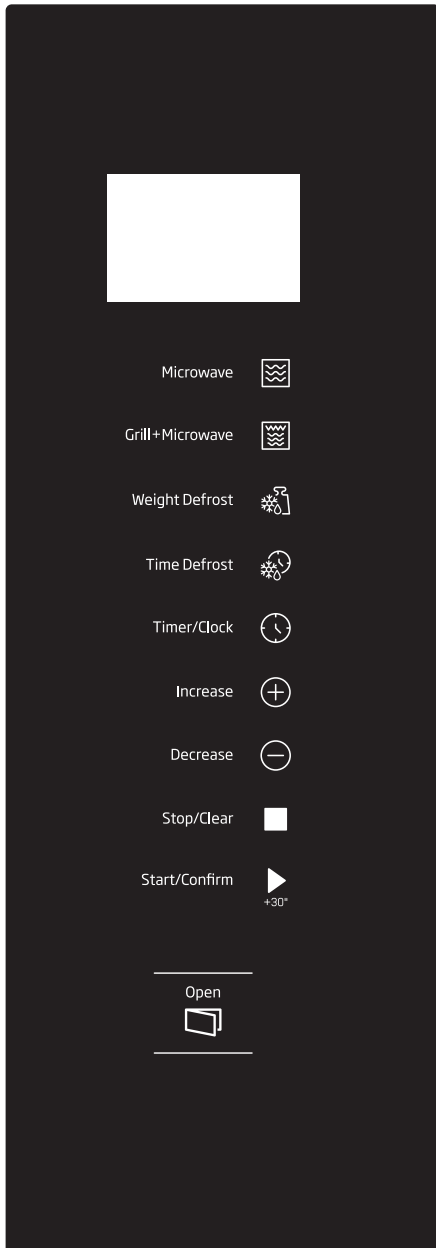 Microwave
Grill+Microwave
Weight Defrost
Time Defrost
Timer/Clock
Increase
Decrease
Stop/Clear
Start/Confirm
+30"
Open